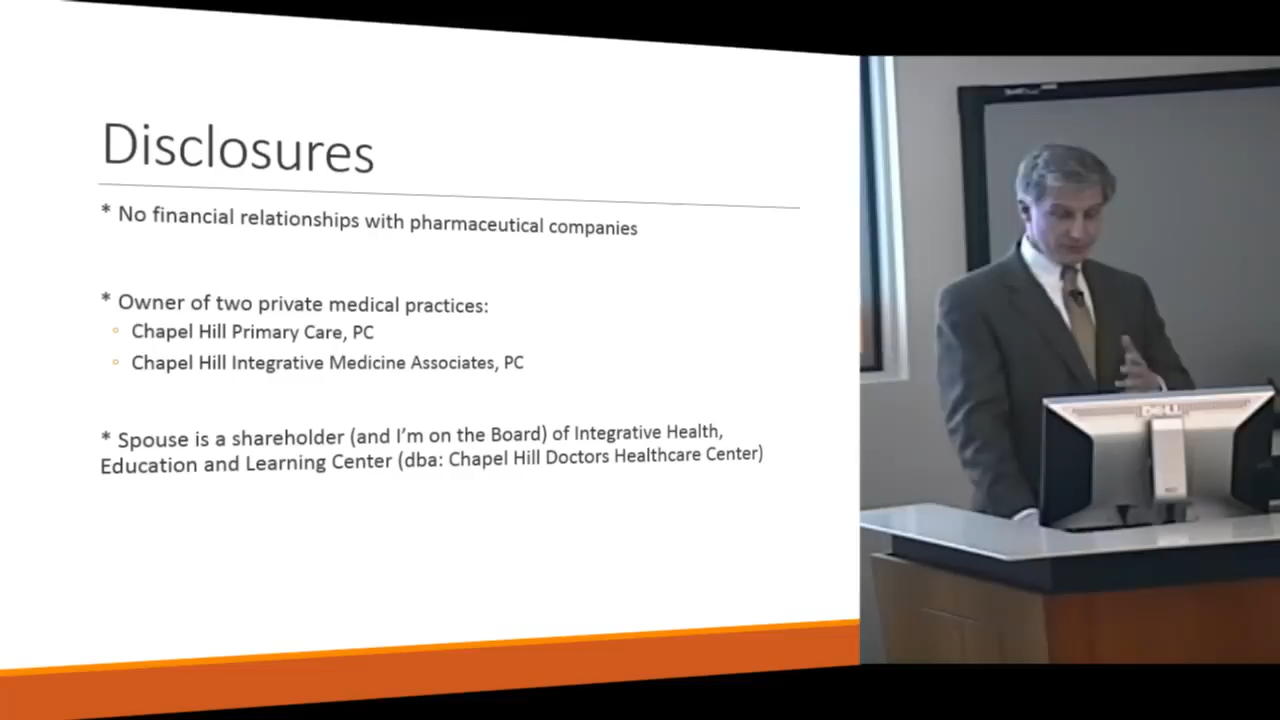 Disclosures
* No financial relationships with pharmaceutical companies
* Owner of two private medical practices:
◦ Chapel Hill Primary Care, PC
◦ Chapel Hill Integrative Medicine Associates, PC
* Spouse is a shareholder (and I’m on the Board) of Integrative Health,
Education and Learning Center (dba: Chapel Hill Doctors Healthcare Center)
DELL